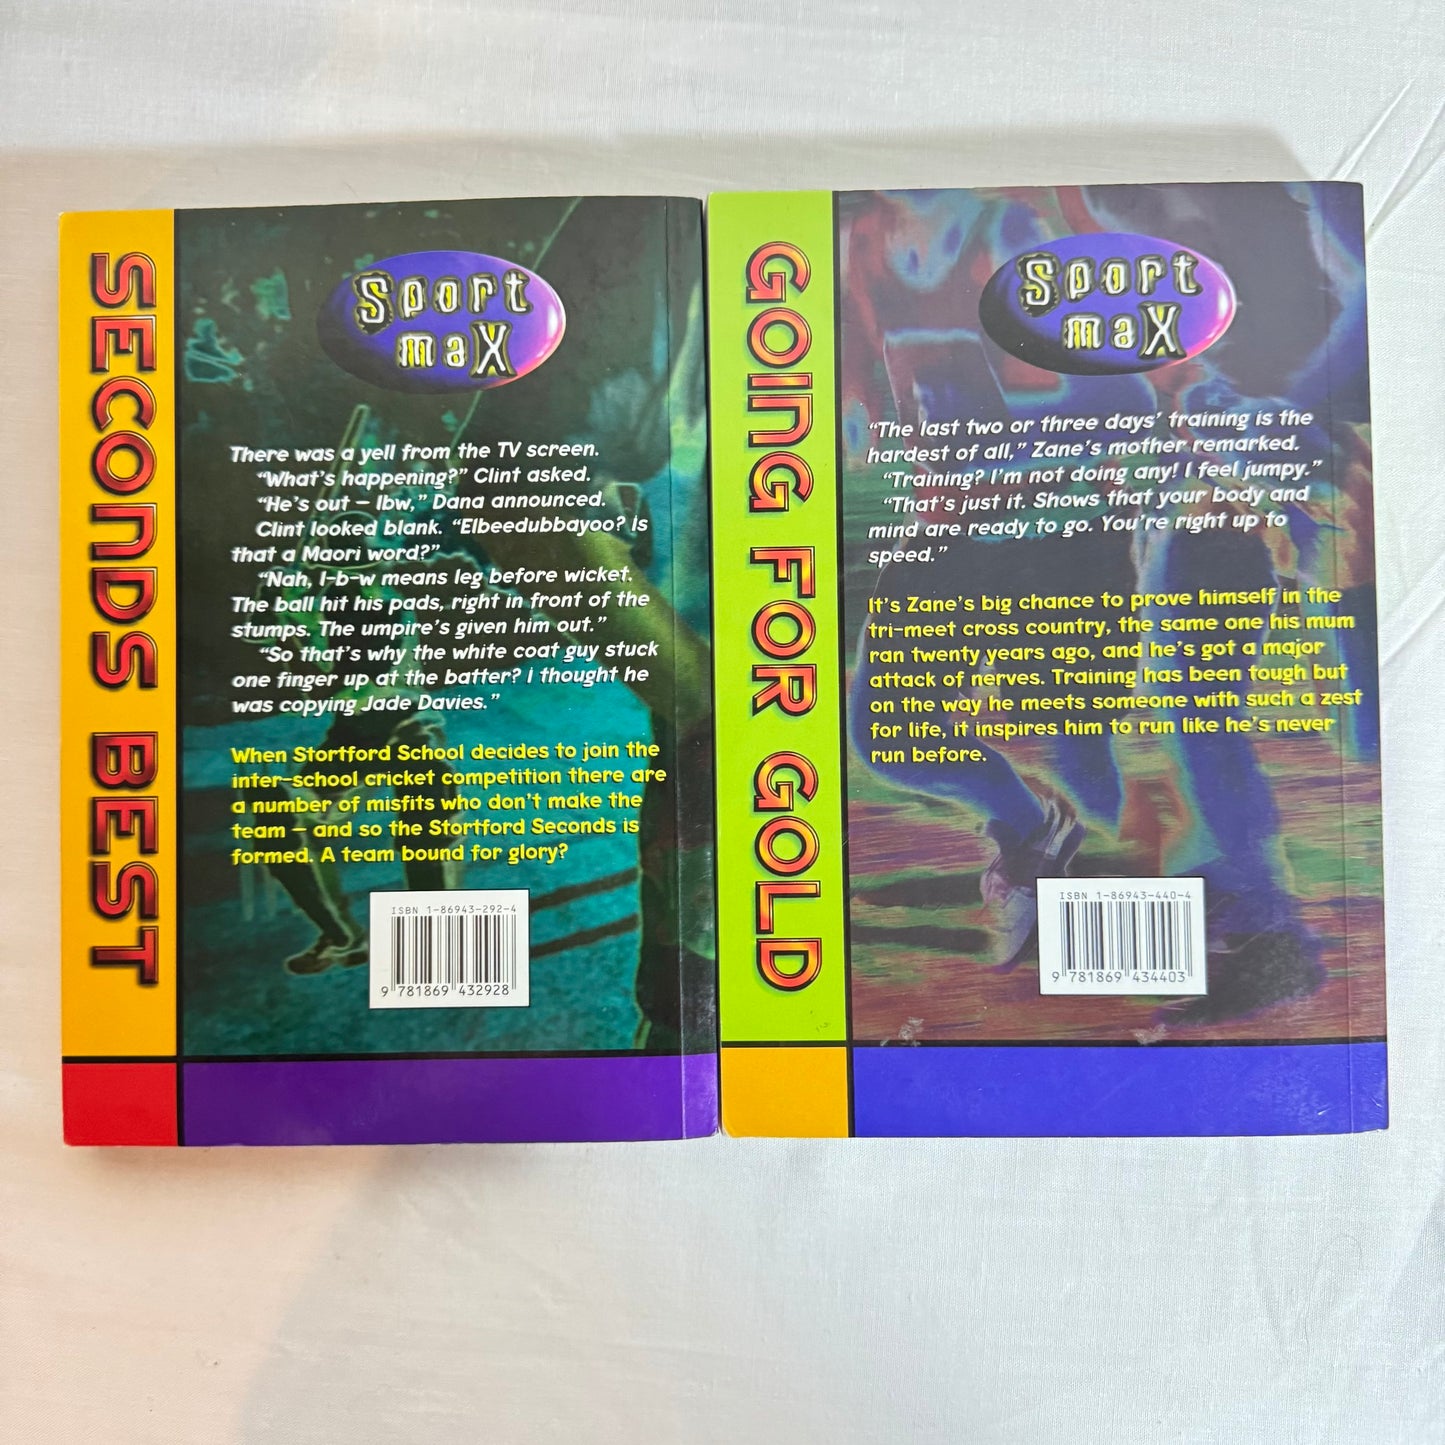 SECONDS BEST
Sport
maX
There was a yell from the TV screen.
“What’s happening?” Clint asked.
“He’s out – lbw,” Dana announced.
Clint looked blank. “Elbeedubbayoo? Is
that a Maori word?”
“Nah, l-b-w means leg before wicket.
The ball hit his pads, right in front of the
stumps. The umpire’s given him out.”
“So that’s why the white coat guy stuck
one finger up at the batter? I thought he
was copying Jade Davies.”
When Stortford School decides to join the
inter-school cricket competition there are
a number of misfits who don’t make the
team – and so the Stortford Seconds is
formed. A team bound for glory?
ISBN 1-86943-292-4
9 781869 432928
GOING FOR GOLD
Sport
maX
“The last two or three days’ training is the
hardest of all,” Zane’s mother remarked.
“Training? I’m not doing any! I feel jumpy.”
“That’s just it. Shows that your body and
mind are ready to go. You’re right up to
speed.”
It’s Zane’s big chance to prove himself in the
tri-meet cross country, the same one his mum
ran twenty years ago, and he’s got a major
attack of nerves. Training has been tough but
on the way he meets someone with such a zest
for life, it inspires him to run like he’s never
run before.
ISBN 1-86943-440-4
9 781869 434403